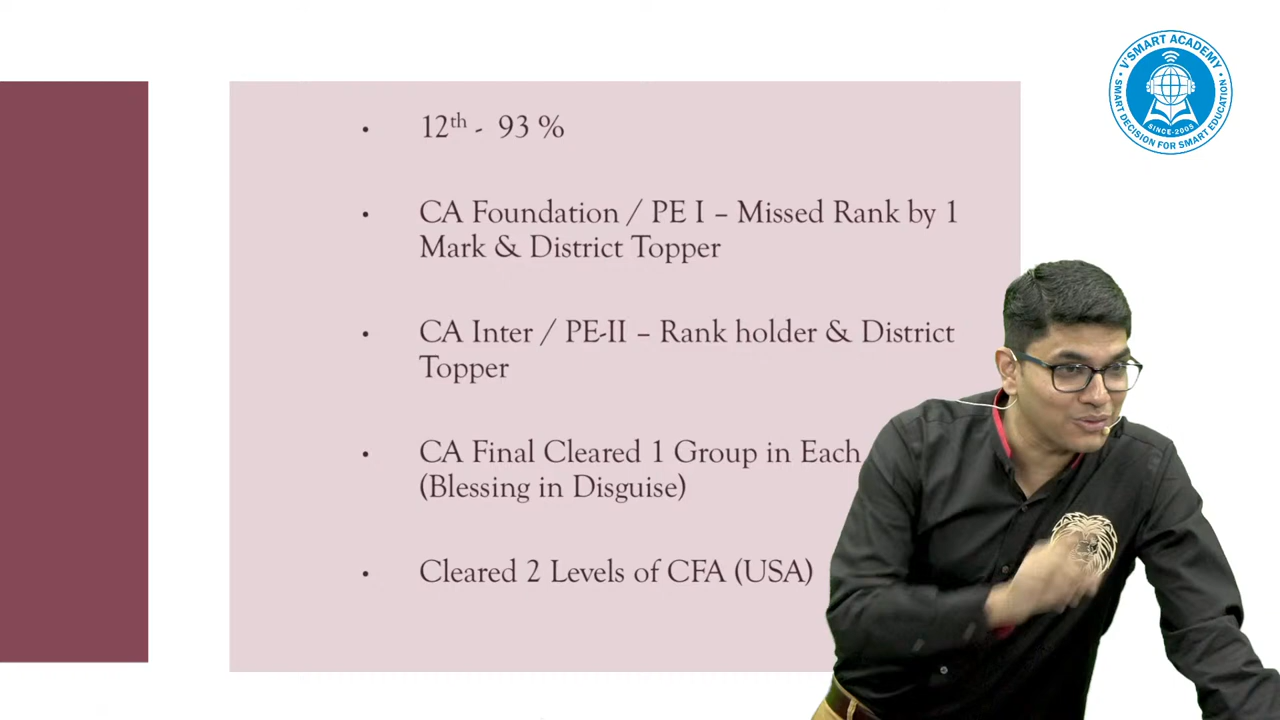 12th - 93 %
CA Foundation / PE I – Missed Rank by 1
Mark & District Topper
CA Inter / PE-II – Rank holder & District
Topper
CA Final Cleared 1 Group in Each
(Blessing in Disguise)
Cleared 2 Levels of CFA (USA)
V'SMART ACADEMY
SINCE-2005
SMART DECISION FOR SMART EDUCATION